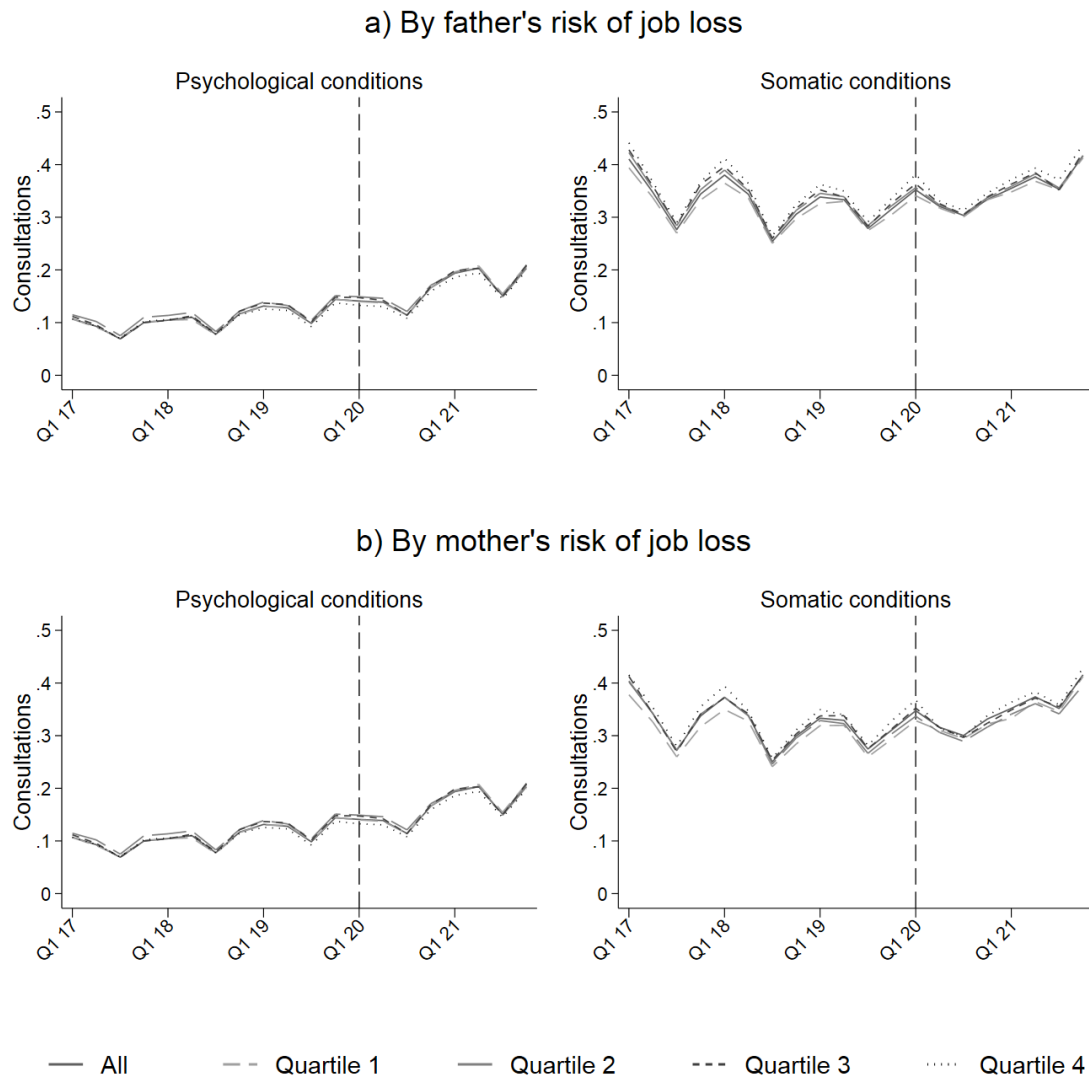 a) By father's risk of job loss
Psychological conditions
Consultations
.5
.4
.3
.2
.1
0
Q1 17
Q1 18
Q1 19
Q1 20
Q1 21
Somatic conditions
Consultations
.5
.4
.3
.2
.1
0
Q1 17
Q1 18
Q1 19
Q1 20
Q1 21
b) By mother's risk of job loss
Psychological conditions
Consultations
.5
.4
.3
.2
.1
0
Q1 17
Q1 18
Q1 19
Q1 20
Q1 21
Somatic conditions
Consultations
.5
.4
.3
.2
.1
0
Q1 17
Q1 18
Q1 19
Q1 20
Q1 21
All Quartile 1 Quartile 2 Quartile 3 Quartile 4